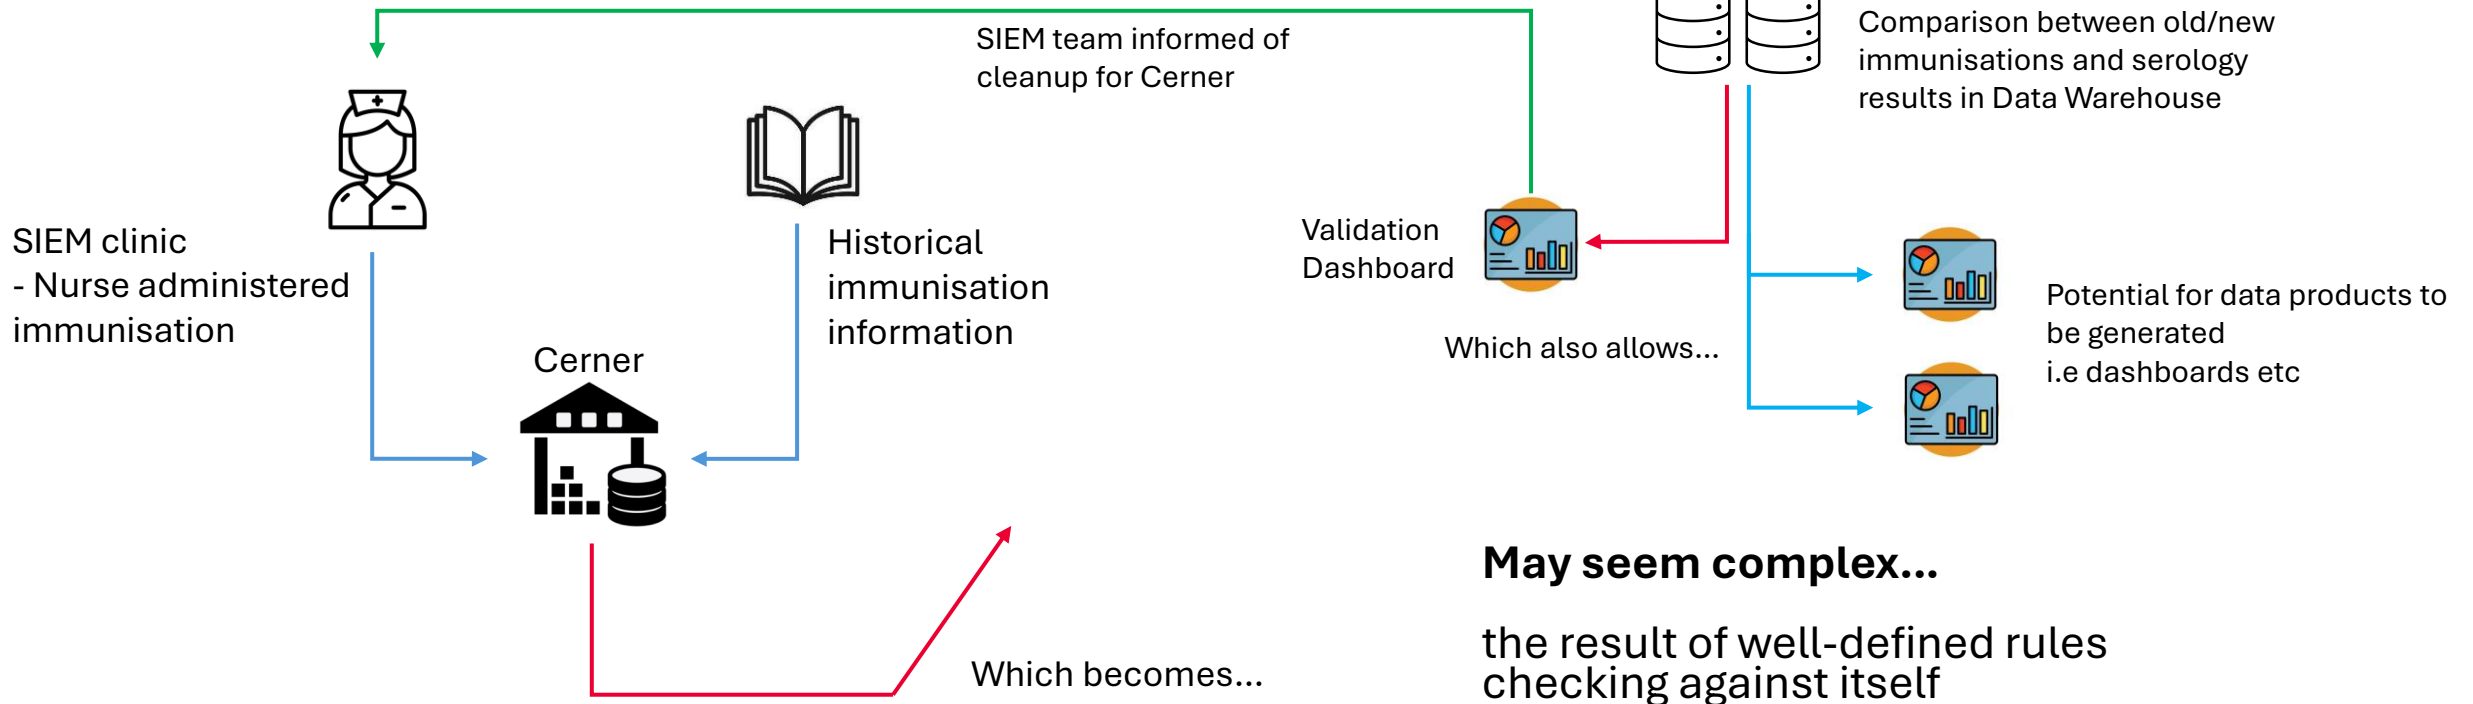 SIEM team informed of
cleanup for Cerner
Comparison between old/new
immunisations and serology
results in Data Warehouse
SIEM clinic
- Nurse administered
immunisation
Historical
immunisation
information
Cerner
Validation
Dashboard
Which also allows...
Potential for data products to
be generated
i.e dashboards etc
Which becomes...
May seem complex...
the result of well-defined rules
checking against itself